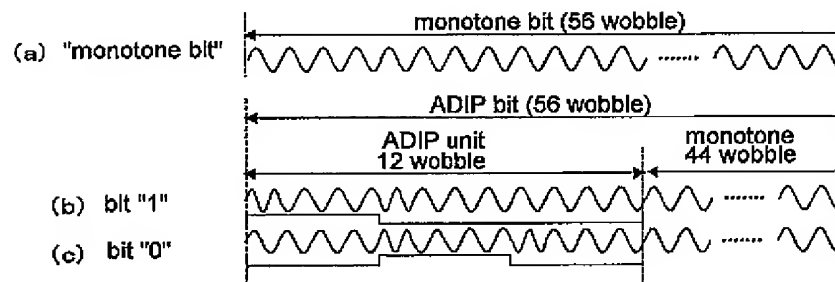 monotone bit (56 wobble)
(a) "monotone bit"
ADIP bit (56 wobble)
ADIP unit
12 wobble
monotone
44 wobble
(b) bit "1"
(c) bit "0"